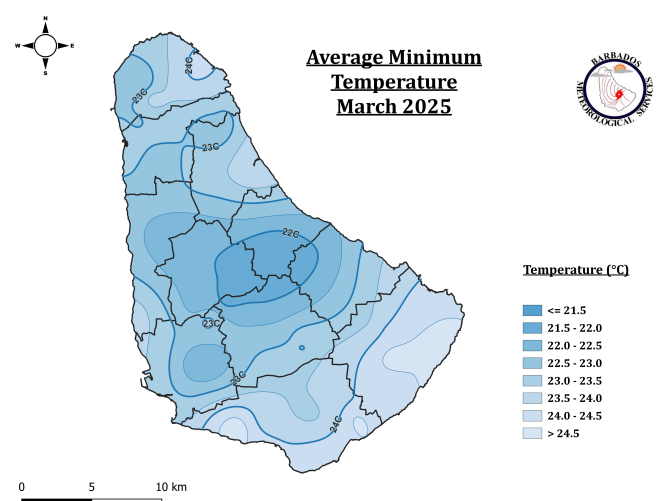 N
W E
S
Average Minimum
Temperature
March 2025
BARBADOS
METEOROLOGICAL SERVICES
24C
23C
23C
22C
23C
23C
24C
Temperature (°C)
<= 21.5
21.5 - 22.0
22.0 - 22.5
22.5 - 23.0
23.0 - 23.5
23.5 - 24.0
24.0 - 24.5
> 24.5
0 5 10 km